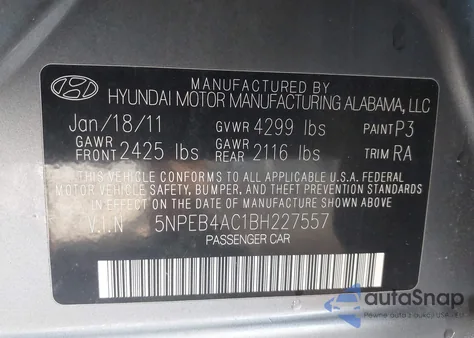 MANUFACTURED BY
HYUNDAI MOTOR MANUFACTURING ALABAMA, LLC
Jan/18/11 GVWR 4299 lbs PAINT P3
GAWR FRONT 2425 lbs GAWR REAR 2116 lbs TRIM RA
THIS VEHICLE CONFORMS TO ALL APPLICABLE FEDERAL
MOTOR VEHICLE SAFETY, BUMPER, AND THEFT PREVENTION
STANDARDS IN EFFECT ON THE DATE OF MANUFACTURE SHOWN ABOVE.
V.I.N 5NPEB4AC1BH227557
PASSENGER CAR
autoSnap